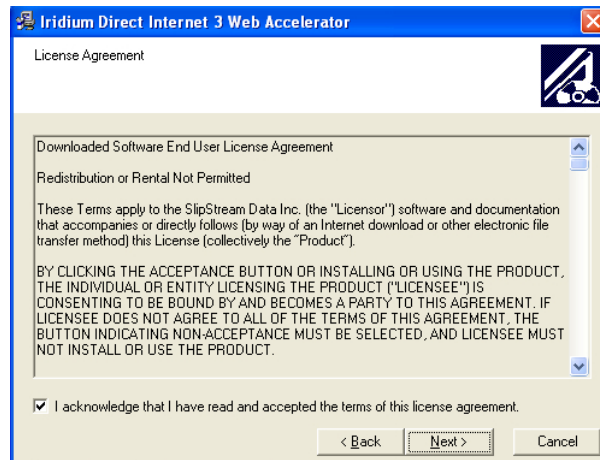 Iridium Direct Internet 3 Web Accelerator
License Agreement
Downloaded Software End User License Agreement
Redistribution or Rental Not Permitted
These Terms apply to the SlipStream Data Inc. (the "Licensor") software and documentation
that accompanies or directly follows (by way of an Internet download or other electronic file
transfer method) this License (collectively the "Product").
BY CLICKING THE ACCEPTANCE BUTTON OR INSTALLING OR USING THE PRODUCT,
THE INDIVIDUAL OR ENTITY LICENSING THE PRODUCT ("LICENSEE") IS
CONSENTING TO BE BOUND BY AND BECOMES A PARTY TO THIS AGREEMENT. IF
LICENSEE DOES NOT AGREE TO ALL OF THE TERMS OF THIS AGREEMENT, THE
BUTTON INDICATING NON-ACCEPTANCE MUST BE SELECTED, AND LICENSEE MUST
NOT INSTALL OR USE THE PRODUCT.
I acknowledge that I have read and accepted the terms of this license agreement.
< Back Next > Cancel